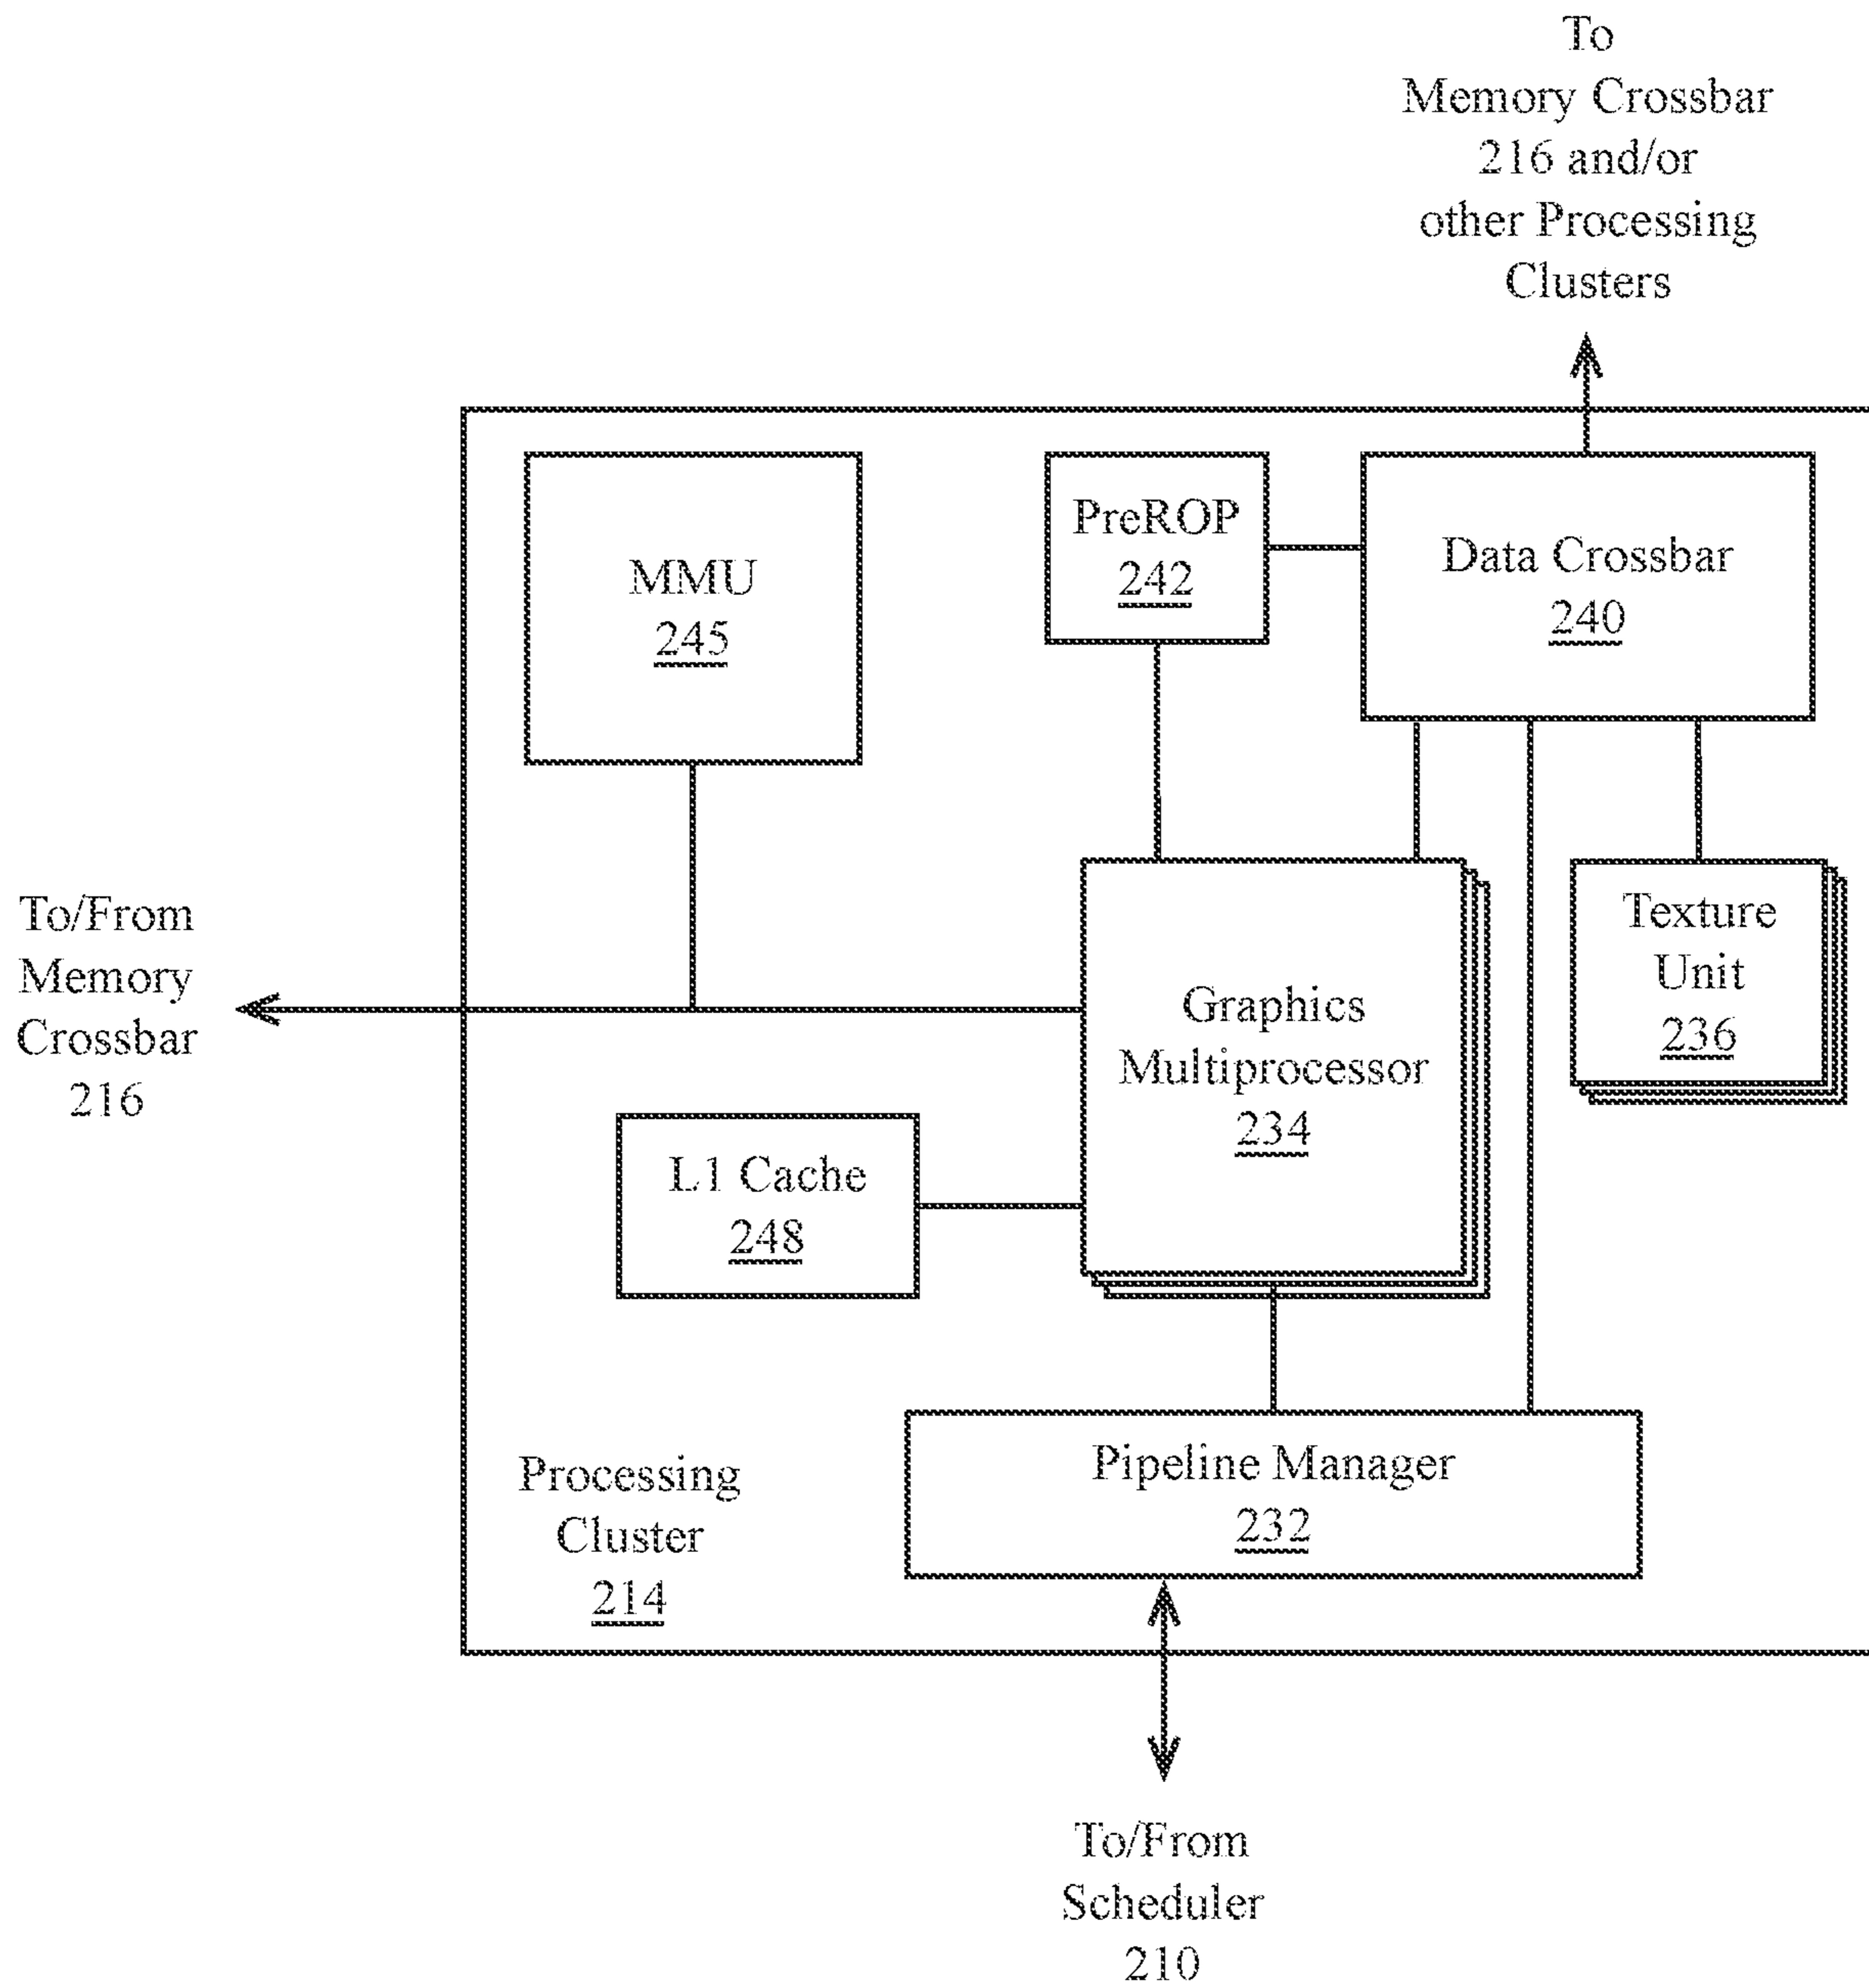 To
Memory Crossbar
216 and/or
other Processing
Clusters
MMU
245
PreROP
242
Data Crossbar
240
To/From
Memory
Crossbar
216
Graphics
Multiprocessor
234
Texture
Unit
236
L1 Cache
248
Processing
Cluster
214
Pipeline Manager
232
To/From
Scheduler
210